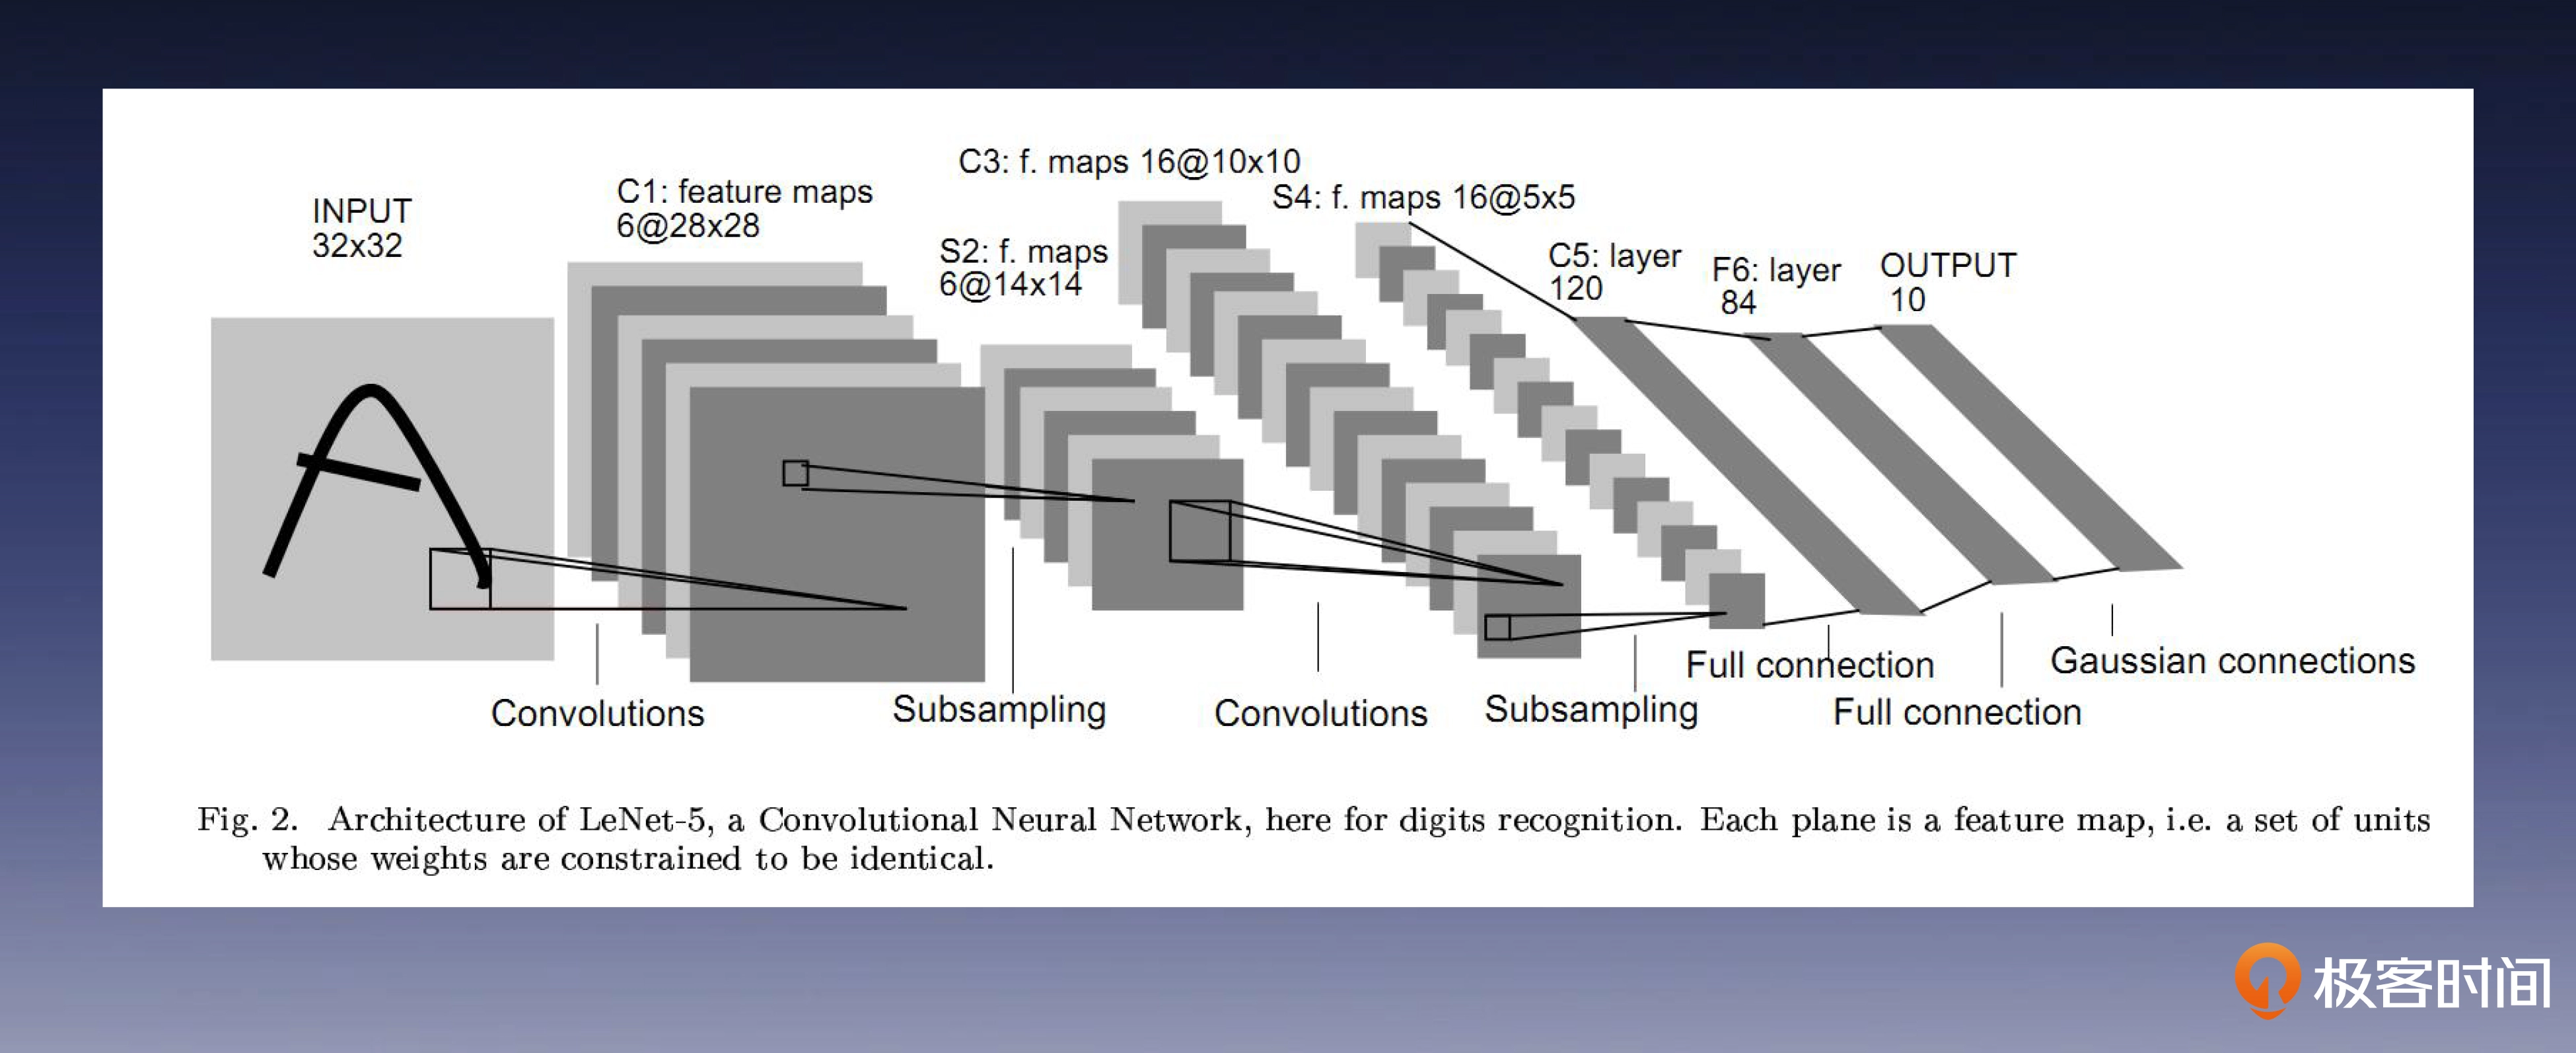 INPUT
32x32
C1: feature maps
6@28x28
S2: f. maps
6@14x14
C3: f. maps 16@10x10
S4: f. maps 16@5x5
C5: layer
120
F6: layer
84
OUTPUT
10
Convolutions
Subsampling
Convolutions
Subsampling
Full connection
Full connection
Gaussian connections
Fig. 2. Architecture of LeNet-5, a Convolutional Neural Network, here for digits recognition. Each plane is a feature map, i.e. a set of units
whose weights are constrained to be identical.
极客时间